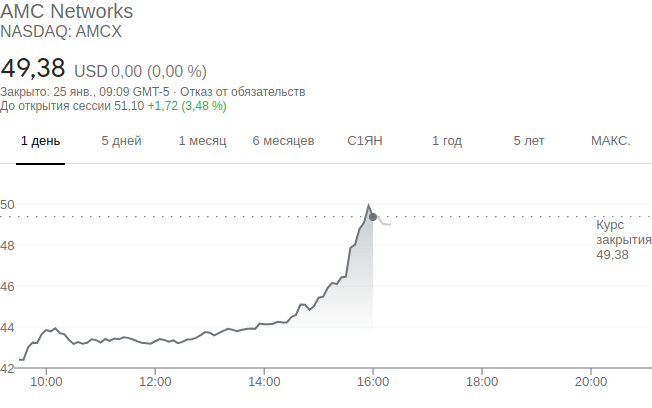 AMC Networks
NASDAQ: AMCX
49,38 USD 0,00 (0,00 %)
Закрыто: 25 янв., 09:09 GMT-5 · Отказ от обязательств
До открытия сессии 51,10 +1,72 (3,48 %)
1 день 5 дней 1 месяц 6 месяцев С1ЯН 1 год 5 лет МАКС.
50
48
46
44
42
Курс
закрытия
49,38
10:00 12:00 14:00 16:00 18:00 20:00